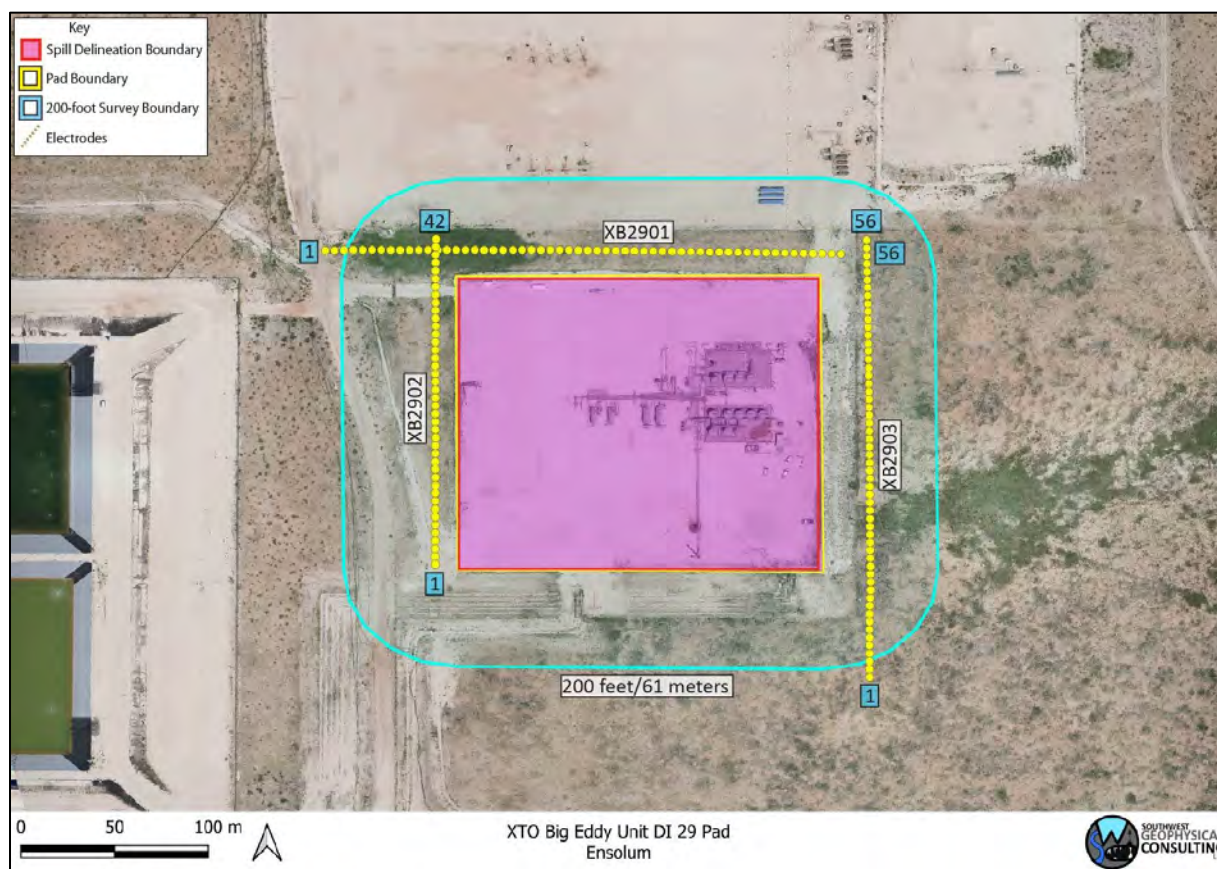 Key
Spill Delineation Boundary
Pad Boundary
200-foot Survey Boundary
Electrodes
42
56
1
XB2901
56
XB2902
XB2903
1
200 feet/61 meters
1
0 50 100 m
XTO Big Eddy Unit DI 29 Pad
Ensolum
SOUTHWEST
GEOPHYSICAL
CONSULTING